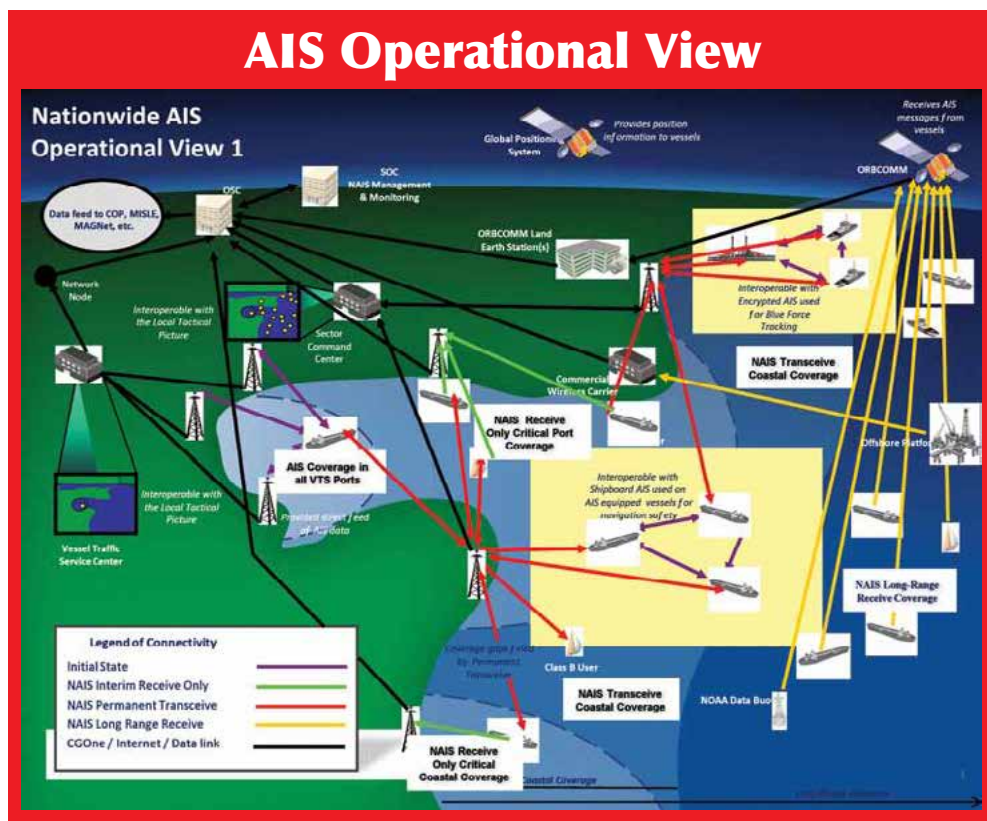 AIS Operational View
Nationwide AIS
Operational View 1
Global Positioning
System
Provides position
information to vessels
Receives AIS
messages from
vessels
ORBCOMM
SOC
NAIS Management
& Monitoring
OSC
Data feed to COP, MISLE,
MAGNet, etc.
ORBCOMM Land
Earth Station(s)
Network
Node
Interoperable with
the Local Tactical
Picture
Sector
Command
Center
Interoperable with
Encrypted AIS used
for Blue Force
Tracking
NAIS Transceive
Coastal Coverage
Commercial
Wireless Carrier
NAIS Receive
Only Critical Port
Coverage
Offshore Platfo
AIS Coverage in
all VTS Ports
Interoperable with
Shipboard AIS used on
AIS equipped vessels for
navigation safety
Interoperable with
the Local Tactical
Picture
Provides direct feed
of AIS data
Vessel Traffic
Service Center
NAIS Long-Range
Receive Coverage
Legend of Connectivity
Initial State
NAIS Interim Receive Only
NAIS Permanent Transceive
NAIS Long Range Receive
CGOne / Internet / Data link
Coverage gaps filled
by Permanent
Transceive
Class B User
NAIS Transceive
Coastal Coverage
NOAA Data Buo
NAIS Receive
Only Critical
Coastal Coverage
Coastal Coverage